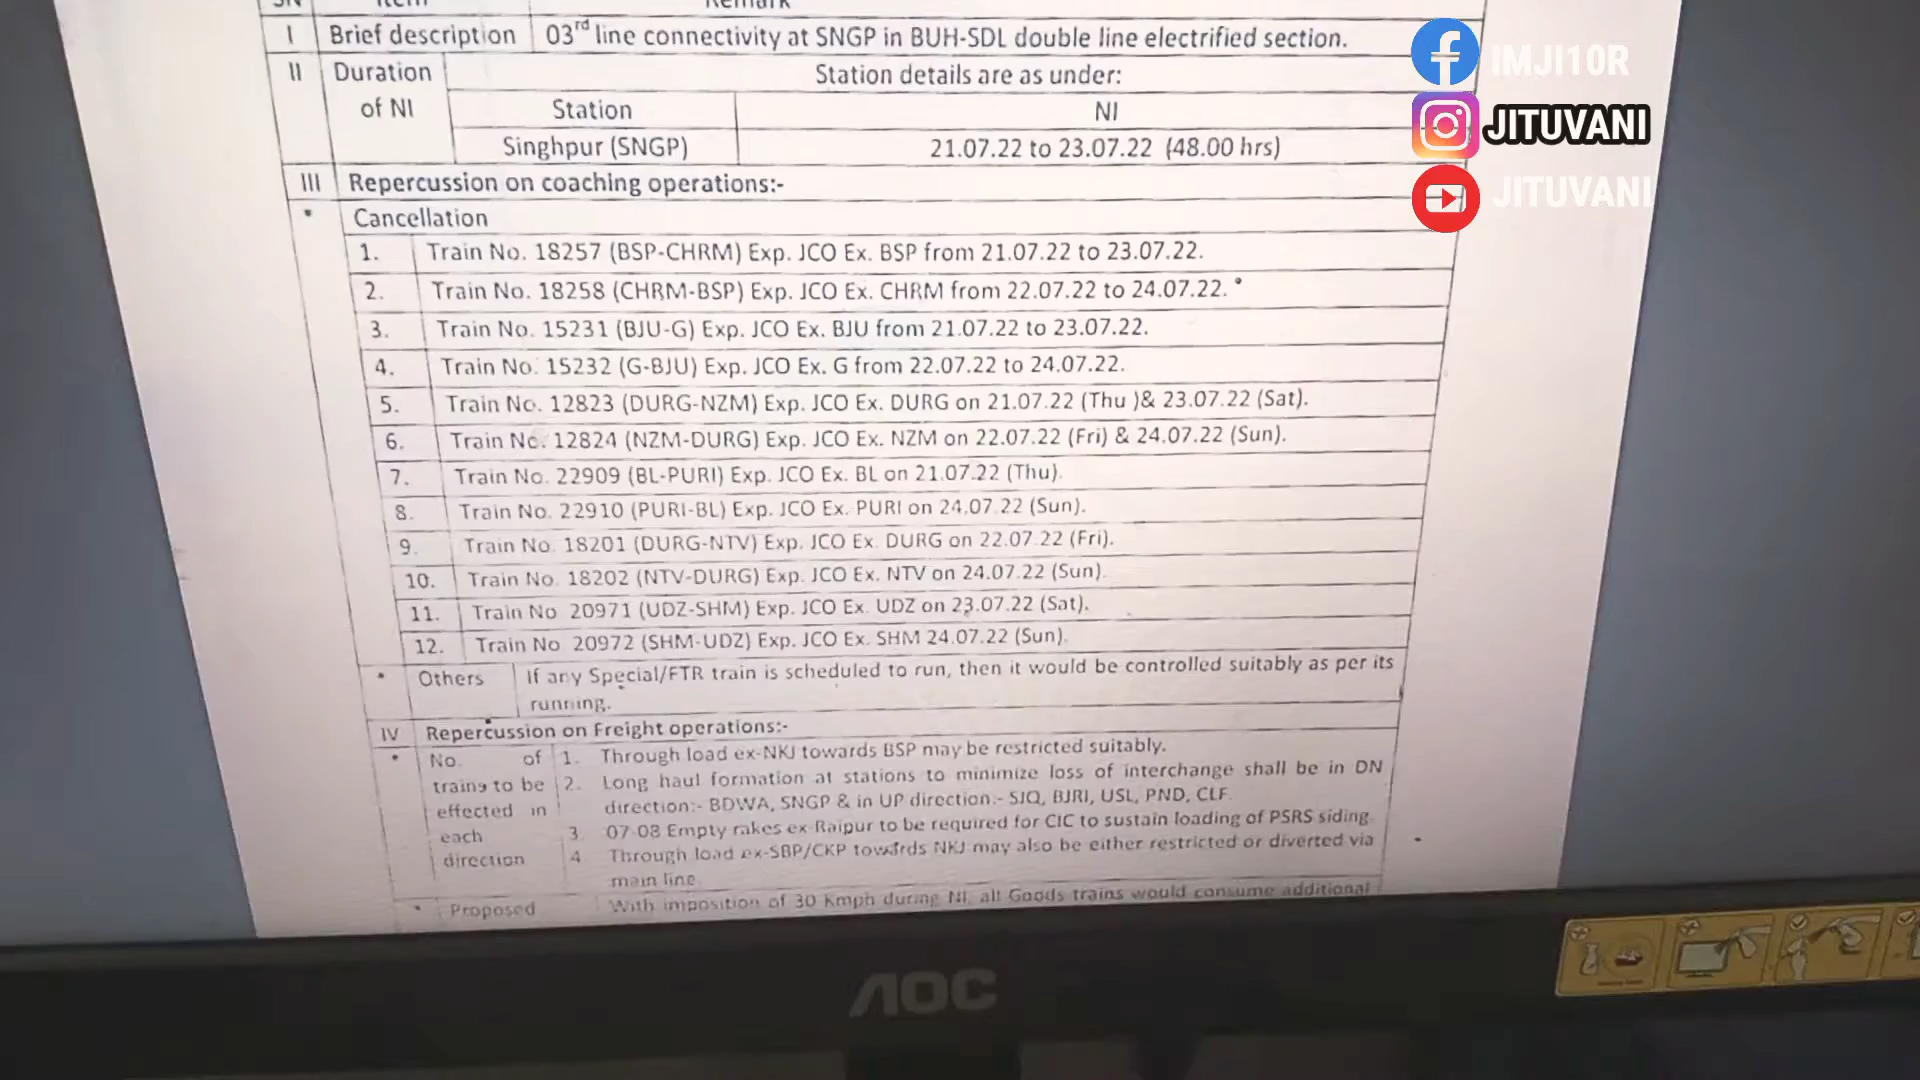 SN Item Remark
I Brief description 03rd line connectivity at SNGP in BUH-SDL double line electrified section.
II Duration of NI Station details are as under:
Station NI
Singhpur (SNGP) 21.07.22 to 23.07.22 (48.00 hrs)
III Repercussion on coaching operations:-
* Cancellation
1. Train No. 18257 (BSP-CHRM) Exp. JCO Ex. BSP from 21.07.22 to 23.07.22.
2. Train No. 18258 (CHRM-BSP) Exp. JCO Ex. CHRM from 22.07.22 to 24.07.22.
3. Train No. 15231 (BJU-G) Exp. JCO Ex. BJU from 21.07.22 to 23.07.22.
4. Train No. 15232 (G-BJU) Exp. JCO Ex. G from 22.07.22 to 24.07.22.
5. Train No. 12823 (DURG-NZM) Exp. JCO Ex. DURG on 21.07.22 (Thu )& 23.07.22 (Sat).
6. Train No. 12824 (NZM-DURG) Exp. JCO Ex. NZM on 22.07.22 (Fri) & 24.07.22 (Sun).
7. Train No. 22909 (BL-PURI) Exp. JCO Ex. BL on 21.07.22 (Thu).
8. Train No. 22910 (PURI-BL) Exp. JCO Ex. PURI on 24.07.22 (Sun).
9. Train No. 18201 (DURG-NTV) Exp. JCO Ex. DURG on 22.07.22 (Fri).
10. Train No. 18202 (NTV-DURG) Exp. JCO Ex. NTV on 24.07.22 (Sun).
11. Train No. 20971 (UDZ-SHM) Exp. JCO Ex. UDZ on 23.07.22 (Sat).
12. Train No. 20972 (SHM-UDZ) Exp. JCO Ex. SHM 24.07.22 (Sun).
* Others If any Special/FTR train is scheduled to run, then it would be controlled suitably as per its
running.
IV Repercussion on Freight operations:-
* No. of trains to be effected in each direction
1. Through load ex-NKJ towards BSP may be restricted suitably.
2. Long haul formation at stations to minimize loss of interchange shall be in DN
direction:- BDWA, SNGP & in UP direction:- SJQ, BJRI, USL, PND, CLF.
3. 07-08 Empty rakes ex-Raipur to be required for CIC to sustain loading of PSRS siding.
4. Through load ex-SBP/CKP towards NKJ may also be either restricted or diverted via
main line.
* Proposed With imposition of 30 Kmph during NI, all Goods trains would consume additional
IMJI10R
JITUVANI
JITUVANI
AOC